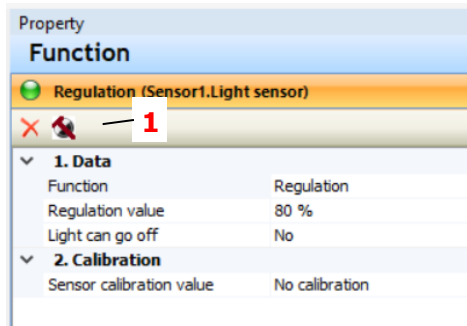 Property
Function
Regulation (Sensor1.Light sensor)
1
1. Data
Function Regulation
Regulation value 80 %
Light can go off No
2. Calibration
Sensor calibration value No calibration